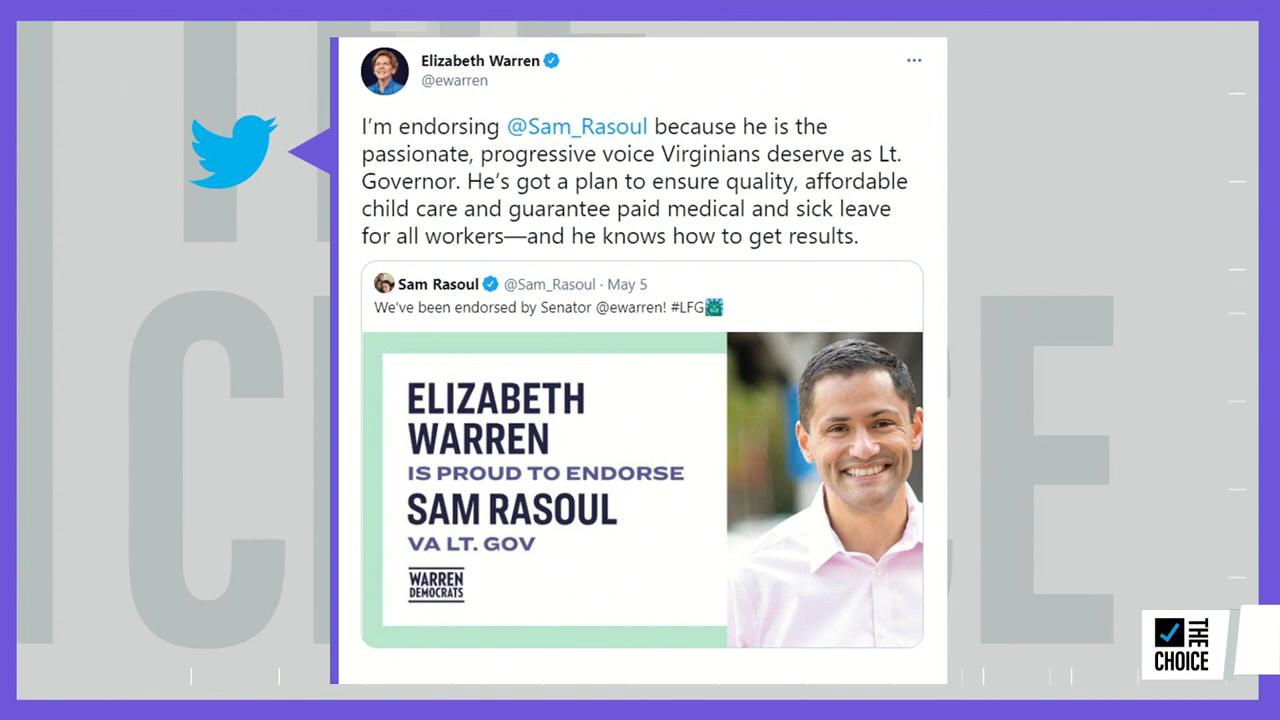 Elizabeth Warren
@ewarren
I'm endorsing @Sam_Rasoul because he is the
passionate, progressive voice Virginians deserve as Lt.
Governor. He's got a plan to ensure quality, affordable
child care and guarantee paid medical and sick leave
for all workers—and he knows how to get results.
Sam Rasoul @Sam_Rasoul · May 5
We've been endorsed by Senator @ewarren! #LFG
ELIZABETH
WARREN
IS PROUD TO ENDORSE
SAM RASOUL
VA LT. GOV
WARREN
DEMOCRATS
THE
CHOICE